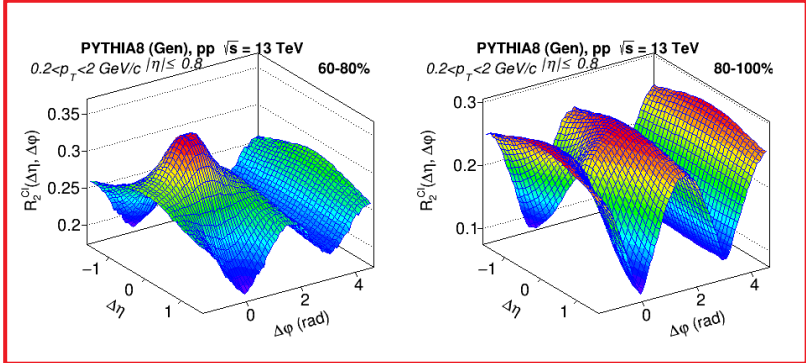 PYTHIA8 (Gen), pp √s = 13 TeV
0.2<p_T<2 GeV/c |η|≤ 0.8
60-80%
0.35
0.3
0.25
0.2
R₂^CI(Δη, Δφ)
−1
0
1
Δη
0
2
4
Δφ (rad)
PYTHIA8 (Gen), pp √s = 13 TeV
0.2<p_T<2 GeV/c |η|≤ 0.8
80-100%
0.3
0.2
0.1
R₂^CI(Δη, Δφ)
−1
0
1
Δη
0
2
4
Δφ (rad)